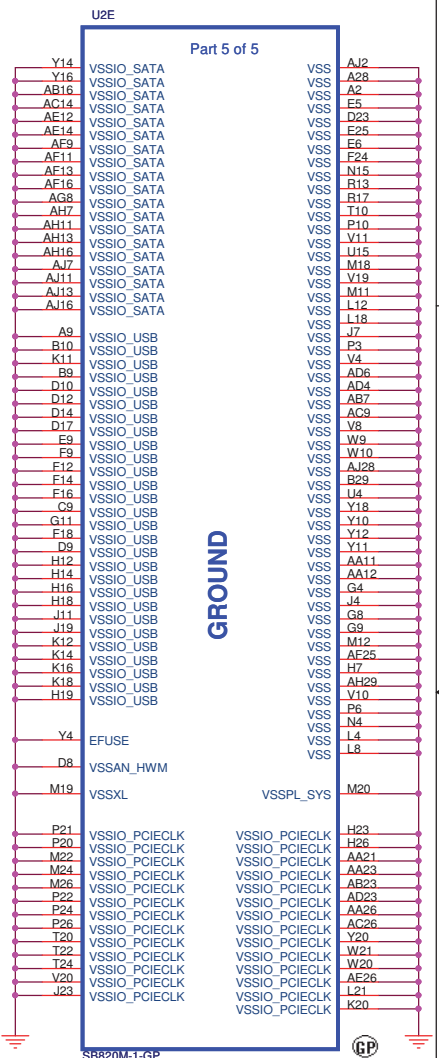 U2E
Part 5 of 5
Y14 VSSIO_SATA VSS AJ2
Y16 VSSIO_SATA VSS A28
AB16 VSSIO_SATA VSS A2
AC14 VSSIO_SATA VSS E5
AE12 VSSIO_SATA VSS D23
AE14 VSSIO_SATA VSS E25
AF9 VSSIO_SATA VSS E6
AF11 VSSIO_SATA VSS F24
AF13 VSSIO_SATA VSS N15
AF16 VSSIO_SATA VSS R13
AG8 VSSIO_SATA VSS R17
AH7 VSSIO_SATA VSS T10
AH11 VSSIO_SATA VSS P10
AH13 VSSIO_SATA VSS V11
AH16 VSSIO_SATA VSS U15
AJ7 VSSIO_SATA VSS M18
AJ11 VSSIO_SATA VSS V19
AJ13 VSSIO_SATA VSS M11
AJ16 VSSIO_SATA VSS L12
VSS L18
A9 VSSIO_USB VSS J7
B10 VSSIO_USB VSS P3
K11 VSSIO_USB VSS V4
B9 VSSIO_USB VSS AD6
D10 VSSIO_USB VSS AD4
D12 VSSIO_USB VSS AB7
D14 VSSIO_USB VSS AC9
D17 VSSIO_USB VSS V8
E9 VSSIO_USB VSS W9
F9 VSSIO_USB VSS W10
F12 VSSIO_USB VSS AJ28
F14 VSSIO_USB VSS B29
F16 VSSIO_USB VSS U4
C9 VSSIO_USB VSS Y18
G11 VSSIO_USB VSS Y10
F18 VSSIO_USB VSS Y12
D9 VSSIO_USB VSS Y11
H12 VSSIO_USB VSS AA11
H14 VSSIO_USB VSS AA12
H16 VSSIO_USB VSS G4
H18 VSSIO_USB VSS J4
J11 VSSIO_USB VSS G8
J19 VSSIO_USB VSS G9
K12 VSSIO_USB VSS M12
K14 VSSIO_USB VSS AF25
K16 VSSIO_USB VSS H7
K18 VSSIO_USB VSS AH29
H19 VSSIO_USB VSS V10
VSS P6
VSS N4
Y4 EFUSE VSS L4
VSS L8
D8 VSSAN_HWM
M19 VSSXL VSSPL_SYS M20
P21 VSSIO_PCIECLK VSSIO_PCIECLK H23
P20 VSSIO_PCIECLK VSSIO_PCIECLK H26
M22 VSSIO_PCIECLK VSSIO_PCIECLK AA21
M24 VSSIO_PCIECLK VSSIO_PCIECLK AA23
M26 VSSIO_PCIECLK VSSIO_PCIECLK AB23
P22 VSSIO_PCIECLK VSSIO_PCIECLK AD23
P24 VSSIO_PCIECLK VSSIO_PCIECLK AA26
P26 VSSIO_PCIECLK VSSIO_PCIECLK AC26
T20 VSSIO_PCIECLK VSSIO_PCIECLK Y20
T22 VSSIO_PCIECLK VSSIO_PCIECLK W21
T24 VSSIO_PCIECLK VSSIO_PCIECLK W20
V20 VSSIO_PCIECLK VSSIO_PCIECLK AE26
J23 VSSIO_PCIECLK VSSIO_PCIECLK L21
VSSIO_PCIECLK K20
GROUND
SB820M-1-GP
GP